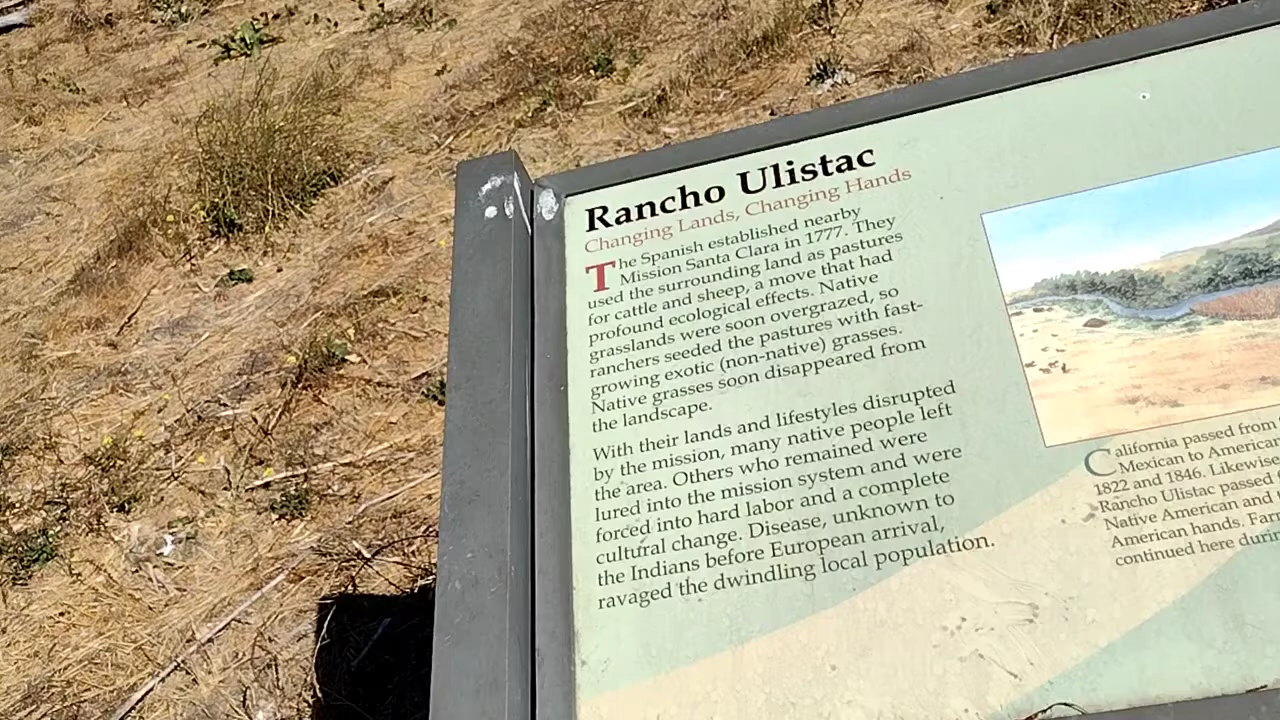 Rancho Ulistac
Changing Lands, Changing Hands
The Spanish established nearby
Mission Santa Clara in 1777. They
used the surrounding land as pastures
for cattle and sheep, a move that had
profound ecological effects. Native
grasslands were soon overgrazed, so
ranchers seeded the pastures with fast-
growing exotic (non-native) grasses.
Native grasses soon disappeared from
the landscape.
With their lands and lifestyles disrupted
by the mission, many native people left
the area. Others who remained were
lured into the mission system and were
forced into hard labor and a complete
cultural change. Disease, unknown to
the Indians before European arrival,
ravaged the dwindling local population.
California passed from
Mexican to American
1822 and 1846. Likewise
Rancho Ulistac passed
Native American and
American hands.
continued here